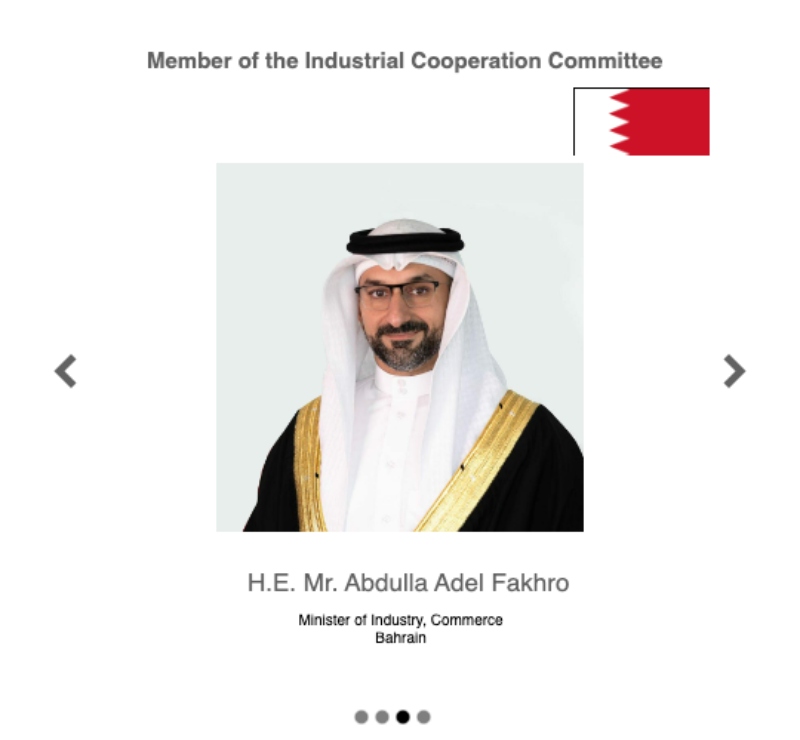 Member of the Industrial Cooperation Committee
H.E. Mr. Abdulla Adel Fakhro
Minister of Industry, Commerce
Bahrain